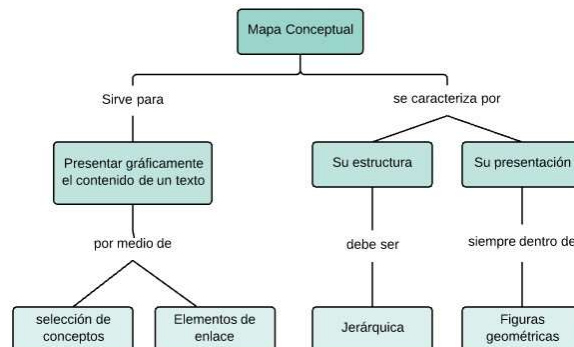 Mapa Conceptual
Sirve para
se caracteriza por
Presentar gráficamente
el contenido de un texto
Su estructura
Su presentación
por medio de
debe ser
siempre dentro de
selección de
conceptos
Elementos de
enlace
Jerárquica
Figuras
geométricas